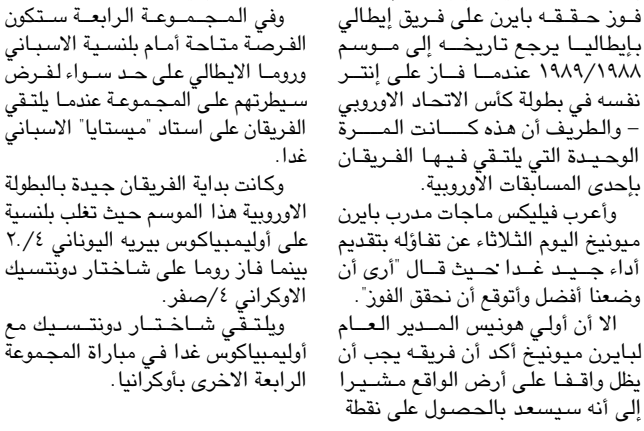 فوز حققه بايرن على فريق إيطالي
بإيطاليا يرجع تاريخه إلى موسم
١٩٨٩/١٩٨٨ عندما فاز على إنتر
نفسه في بطولة كأس الاتحاد الاوروبي
– والطريف أن هذه كانت المرة
الوحيدة التي يلتقي فيها الفريقان
بإحدى المسابقات الاوروبية.
وأعرب فيليكس ماجات مدرب بايرن
ميونيخ اليوم الثلاثاء عن تفاؤله بتقديم
أداء جيد غدا حيث قال "أرى أن
وضعنا أفضل وأتوقع أن نحقق الفوز".
الا أن أولي هونيس المدير العام
لبايرن ميونيخ أكد أن فريقه يجب أن
يظل واقفا على أرض الواقع مشيرا
إلى أنه سيسعد بالحصول على نقطة
وفي المجموعة الرابعة ستكون
الفرصة متاحة أمام بلنسية الاسباني
وروما الايطالي على حد سواء لفرض
سيطرتهم على المجموعة عندما يلتقي
الفريقان على استاد "ميستايا" الاسباني
غدا.
وكانت بداية الفريقان جيدة بالبطولة
الاوروبية هذا الموسم حيث تغلب بلنسية
على أوليمبياكوس بيريه اليوناني ٢./٤
بينما فاز روما على شاختار دونتسيك
الاوكراني ٤/صفر.
ويلتقي شاختار دونتسيك مع
أوليمبياكوس غدا في مباراة المجموعة
الرابعة الاخرى بأوكرانيا.